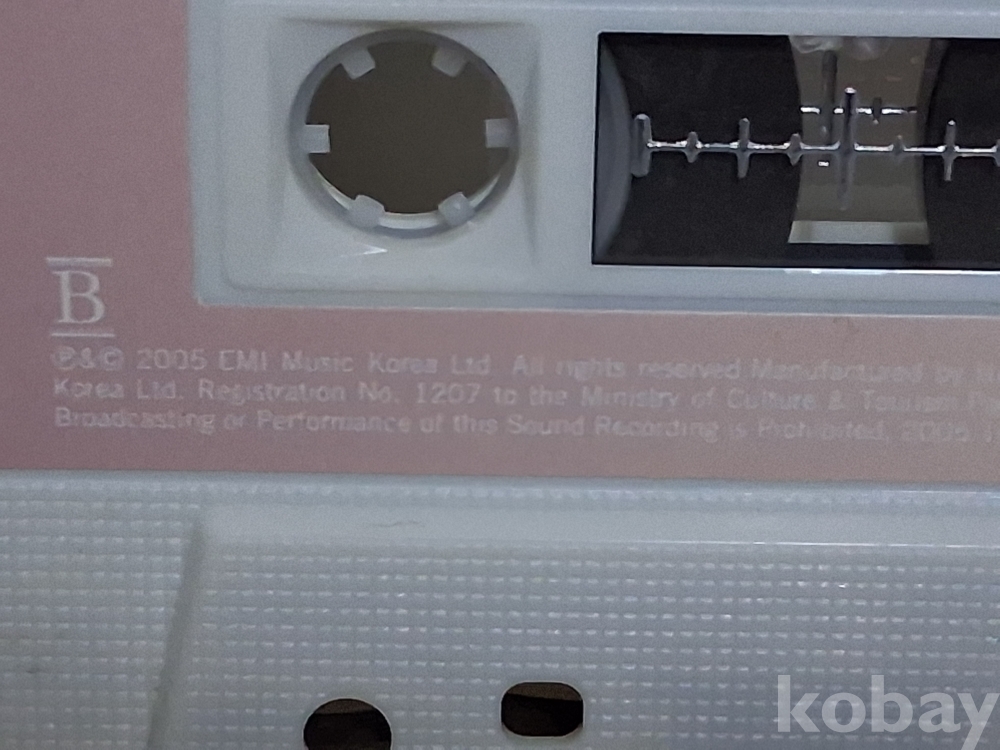 B
℗&© 2005 EMI Music Korea Ltd. All rights reserved Manufactured by
Korea Ltd. Registration No. 1207 to the Ministry of Culture & Tourism
Broadcasting or Performance of this Sound Recording is Prohibited. 2005
kobay